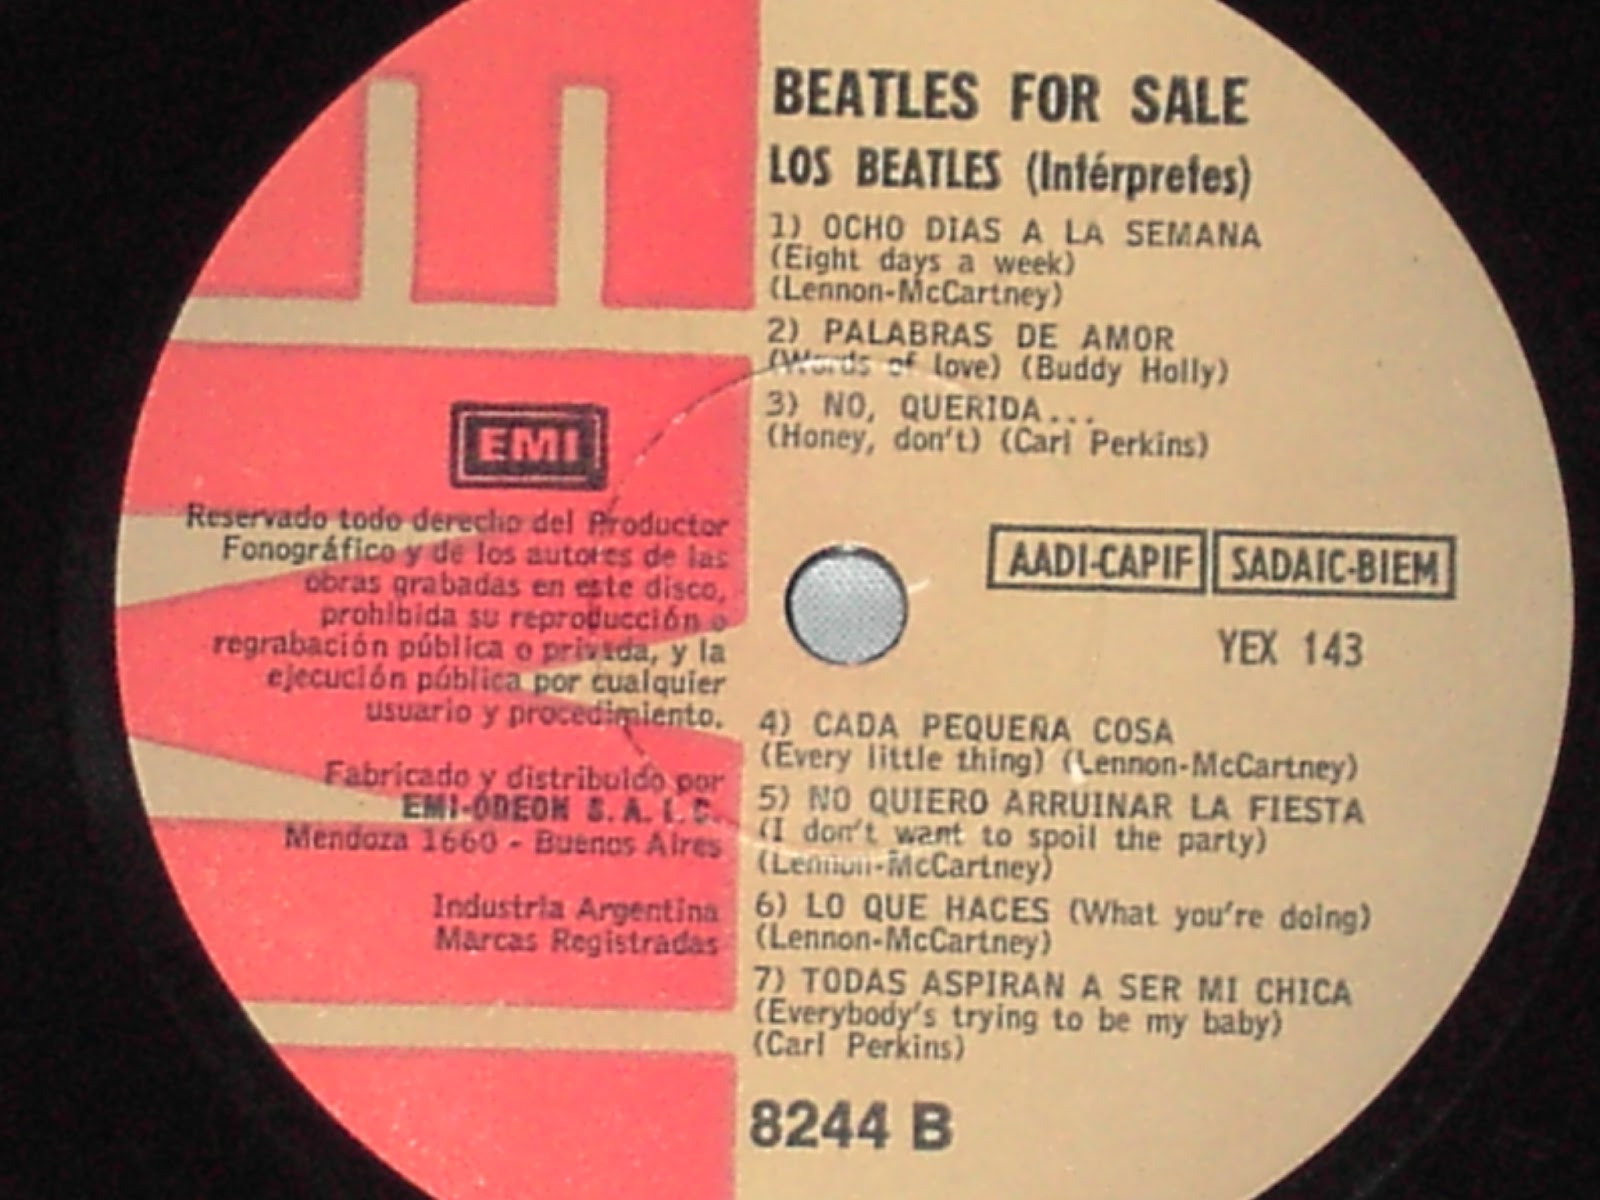 BEATLES FOR SALE
LOS BEATLES (Intérpretes)
1) OCHO DIAS A LA SEMANA
(Eight days a week)
(Lennon-McCartney)
2) PALABRAS DE AMOR
(Words of love) (Buddy Holly)
3) NO, QUERIDA...
(Honey, don't) (Carl Perkins)
AADI-CAPIF SADAIC-BIEM
YEX 143
4) CADA PEQUEÑA COSA
(Every little thing) (Lennon-McCartney)
5) NO QUIERO ARRUINAR LA FIESTA
(I don't want to spoil the party)
(Lennon-McCartney)
6) LO QUE HACES (What you're doing)
(Lennon-McCartney)
7) TODAS ASPIRAN A SER MI CHICA
(Everybody's trying to be my baby)
(Carl Perkins)
8244 B
EMI
Reservado todo derecho del Productor
Fonográfico y de los autores de las
obras grabadas en este disco,
prohibida su reproducción o
regrabación pública o privada, y la
ejecución pública por cualquier
usuario y procedimiento.
Fabricado y distribuido por
EMI-ODEON S.A.I.C.
Mendoza 1660 - Buenos Aires
Industria Argentina
Marcas Registradas